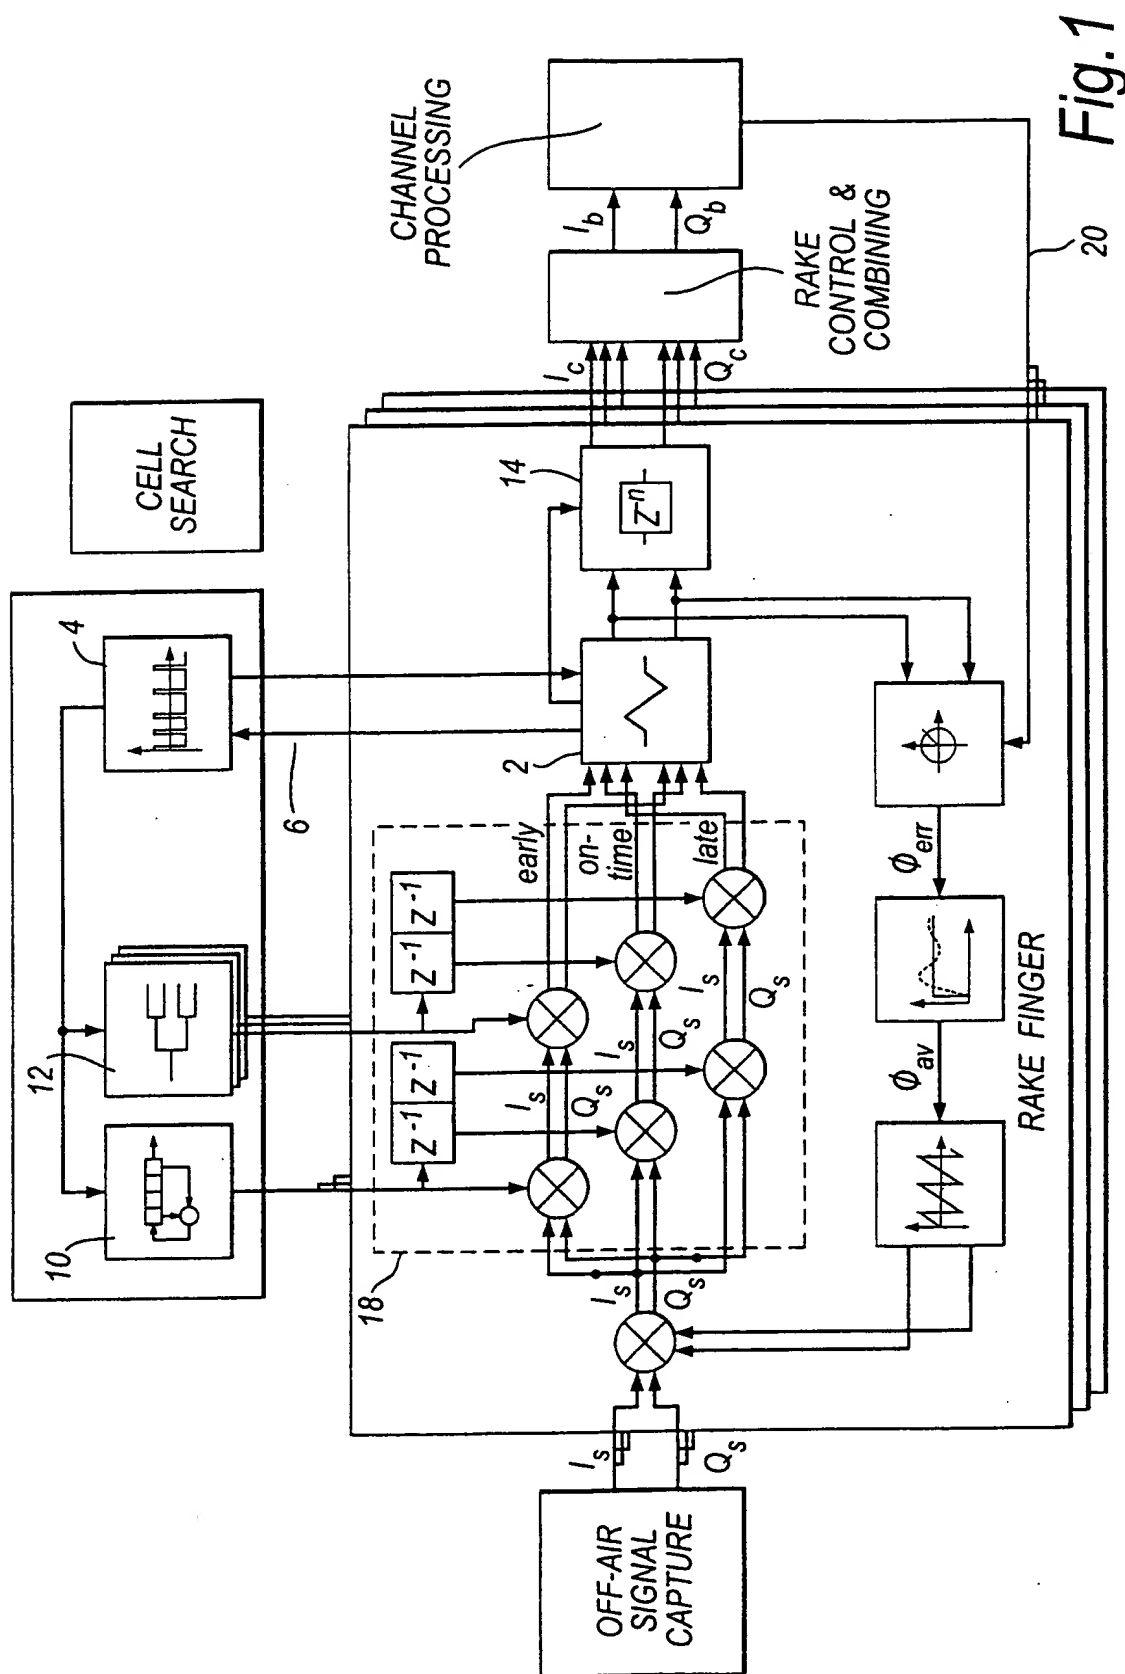 CELL
SEARCH
10
12
4
6
CHANNEL
PROCESSING
18
z⁻¹ z⁻¹
z⁻¹ z⁻¹
early
on-
time
late
2
14
z⁻ⁿ
OFF-AIR
SIGNAL
CAPTURE
I_s
Q_s
I_s
Q_s
I_s
Q_s
I_s
Q_s
I_s
Q_s
I_c
Q_c
I_b
Q_b
RAKE
CONTROL &
COMBINING
20
Φ_err
Φ_av
RAKE FINGER
Fig. 1